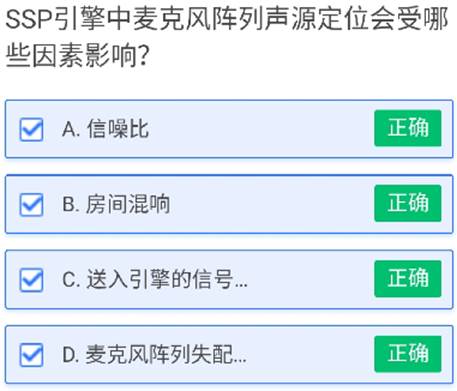 SSP引擎中麦克风阵列声源定位会受哪
些因素影响？
A. 信噪比 正确
B. 房间混响 正确
C. 送入引擎的信号... 正确
D. 麦克风阵列失配... 正确